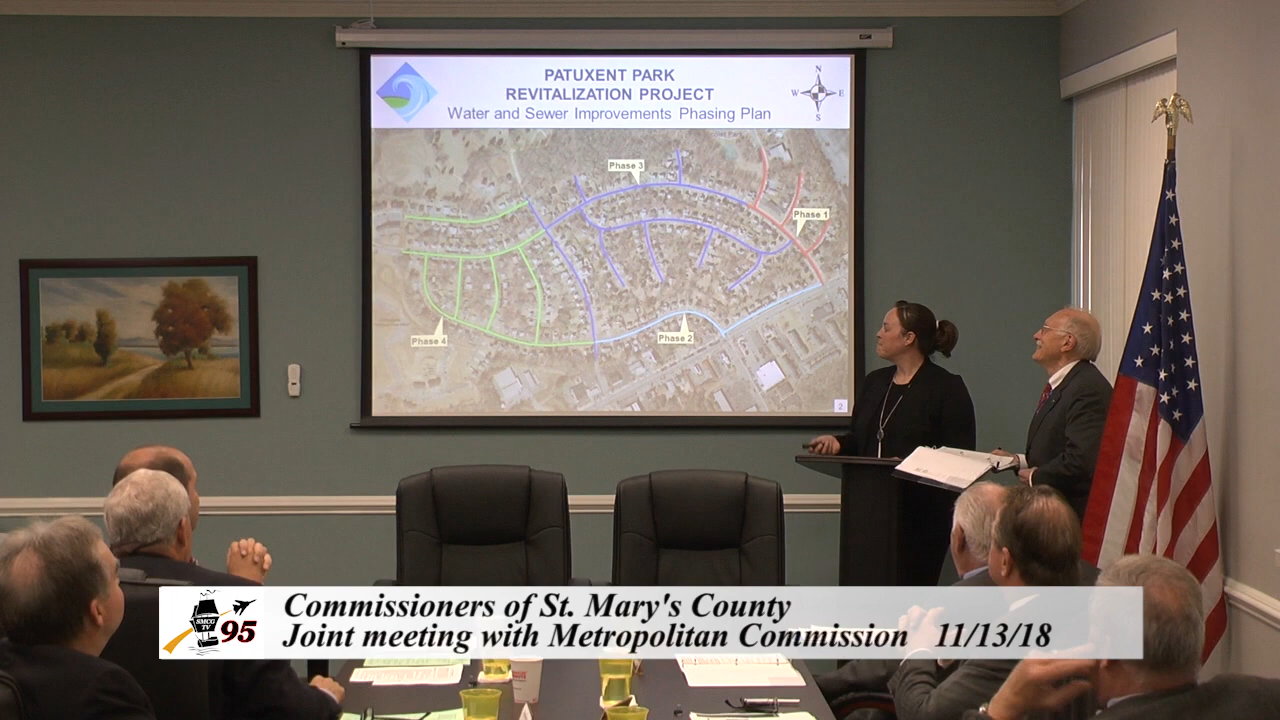 PATUXENT PARK
REVITALIZATION PROJECT
Water and Sewer Improvements Phasing Plan
N
W E
S
Phase 3
Phase 1
Phase 2
Phase 4
2
SMCG
TV
95
Commissioners of St. Mary's County
Joint meeting with Metropolitan Commission 11/13/18